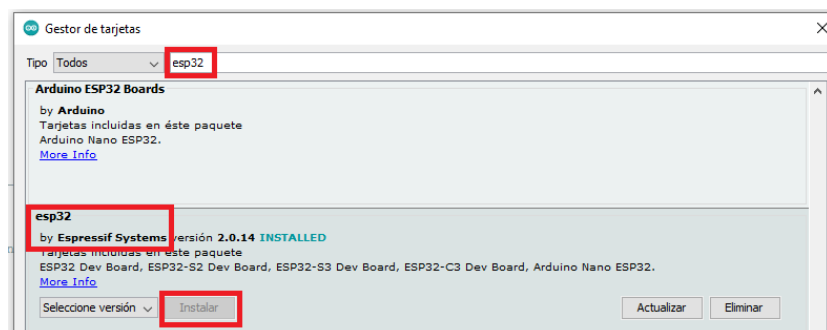 Gestor de tarjetas
Tipo Todos esp32
Arduino ESP32 Boards
by Arduino
Tarjetas incluidas en éste paquete
Arduino Nano ESP32.
More Info
esp32
by Espressif Systems versión 2.0.14 INSTALLED
Tarjetas incluidas en éste paquete
ESP32 Dev Board, ESP32-S2 Dev Board, ESP32-S3 Dev Board, ESP32-C3 Dev Board, Arduino Nano ESP32.
More Info
Seleccione versión Instalar Actualizar Eliminar